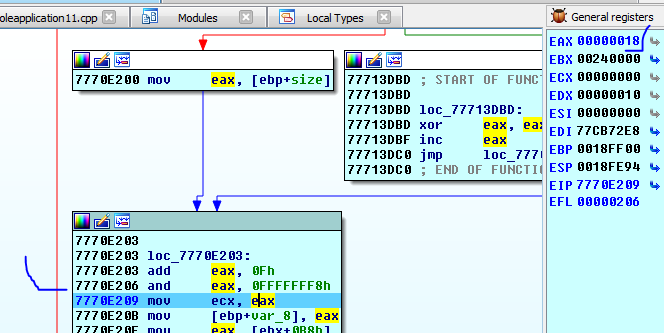 oleapplication11.cpp
Modules
Local Types
General registers
7770E200 mov eax, [ebp+size]
77713DBD ; START OF FUNCT
77713DBD
77713DBD loc_77713DBD:
77713DBD xor eax, eax
77713DBF inc eax
77713DC0 jmp loc_7770
77713DC0 ; END OF FUNCTIO
7770E203
7770E203 loc_7770E203:
7770E203 add eax, 0Fh
7770E206 and eax, 0FFFFFFF8h
7770E209 mov ecx, eax
7770E20B mov [ebp+var_8], eax
7770E20E mov eax, [ebx+0B8h]
EAX 00000018
EBX 00240000
ECX 00000000
EDX 00000010
ESI 00000000
EDI 77CB72E8
EBP 0018FF00
ESP 0018FE94
EIP 7770E209
EFL 00000206